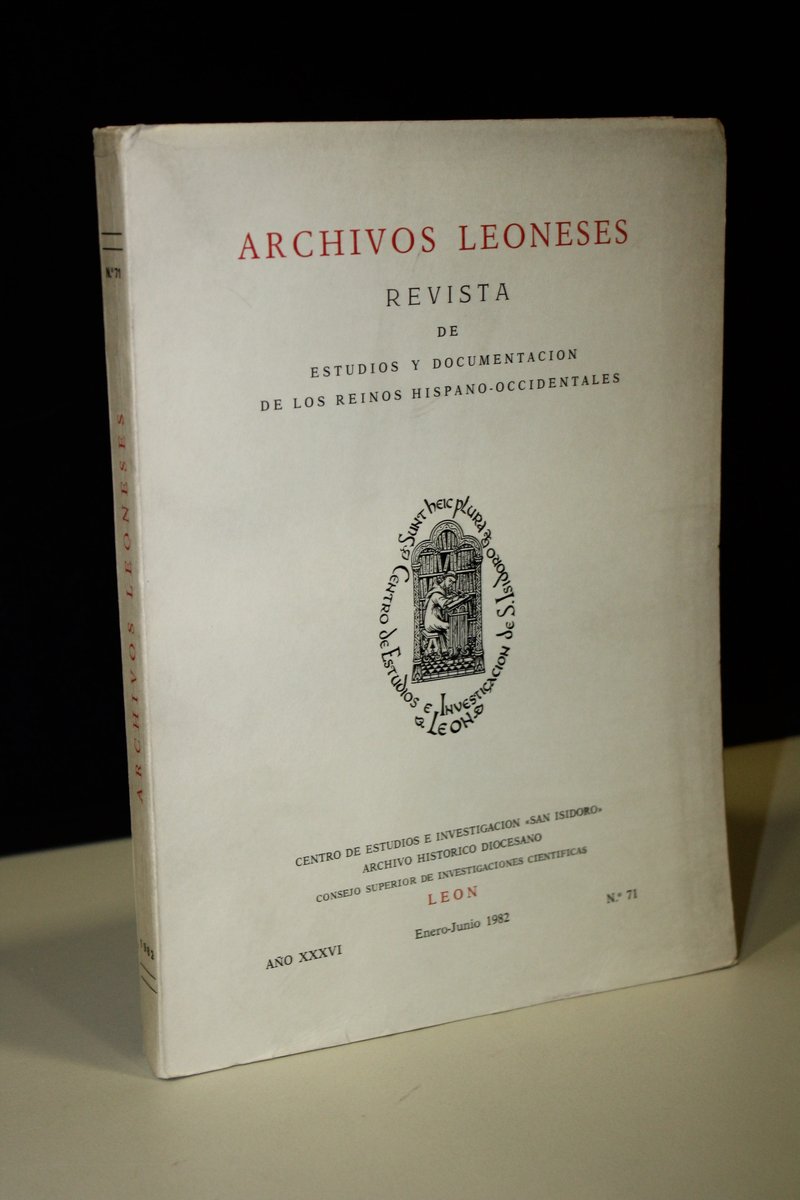 ARCHIVOS LEONESES
REVISTA
DE
ESTUDIOS Y DOCUMENTACION
DE LOS REINOS HISPANO-OCCIDENTALES
Sunt heic plura
Centro de Estudios e Investigacion de S. Isidoro
Leon
CENTRO DE ESTUDIOS E INVESTIGACION «SAN ISIDORO»
ARCHIVO HISTORICO DIOCESANO
CONSEJO SUPERIOR DE INVESTIGACIONES CIENTIFICAS
LEON
AÑO XXXVI Enero-Junio 1982 N.º 71
N.º 71
ARCHIVOS LEONESES
1982